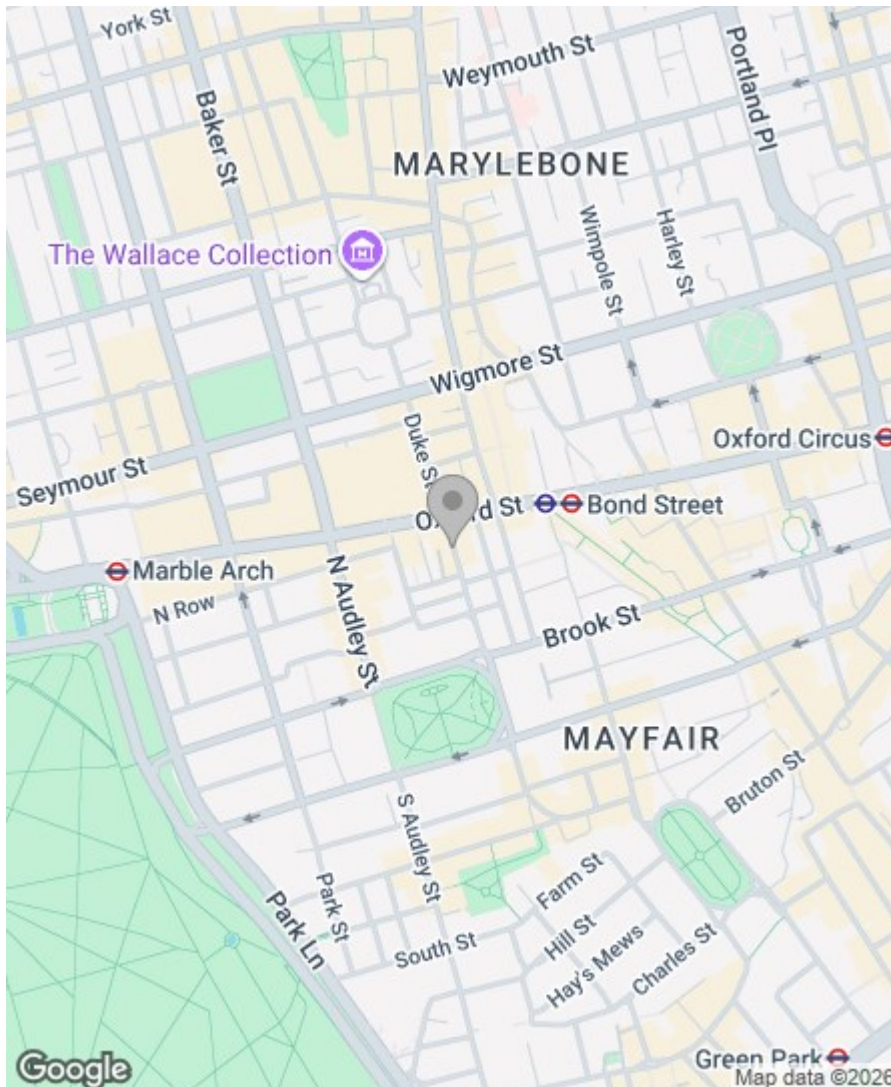 York St
Weymouth St
Portland Pl
Baker St
MARYLEBONE
Wimpole St
Harley St
The Wallace Collection
Wigmore St
Duke St
Oxford Circus
Seymour St
Oxford St
Bond Street
Marble Arch
N Row
N Audley St
Brook St
MAYFAIR
Bruton St
S Audley St
Park St
Farm St
Park Ln
South St
Hill St
Hay's Mews
Charles St
Google
Green Park
Map data ©2026